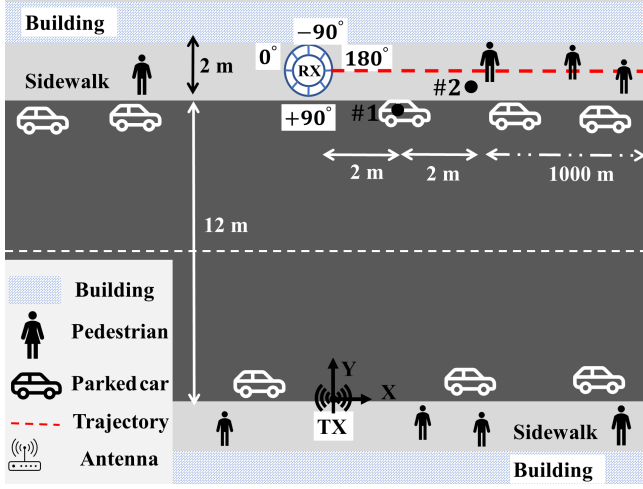 Building
−90°
0°
RX
180°
2 m
Sidewalk
#2
+90°
#1
2 m
2 m
1000 m
12 m
Building
Pedestrian
Parked car
Trajectory
Antenna
Y
X
TX
Sidewalk
Building